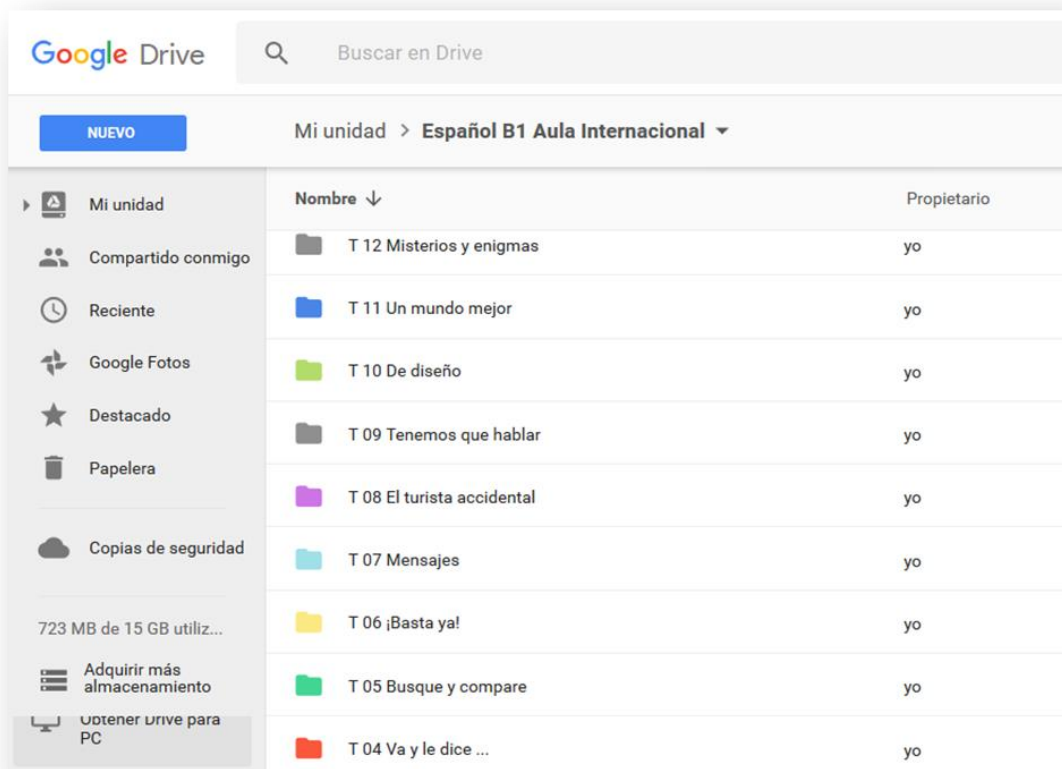 Google Drive
Buscar en Drive
NUEVO
Mi unidad > Español B1 Aula Internacional
Mi unidad
Compartido conmigo
Reciente
Google Fotos
Destacado
Papelera
Copias de seguridad
723 MB de 15 GB utiliz...
Adquirir más
almacenamiento
Obtener Drive para
PC
Nombre Propietario
T 12 Misterios y enigmas yo
T 11 Un mundo mejor yo
T 10 De diseño yo
T 09 Tenemos que hablar yo
T 08 El turista accidental yo
T 07 Mensajes yo
T 06 ¡Basta ya! yo
T 05 Busque y compare yo
T 04 Va y le dice ... yo